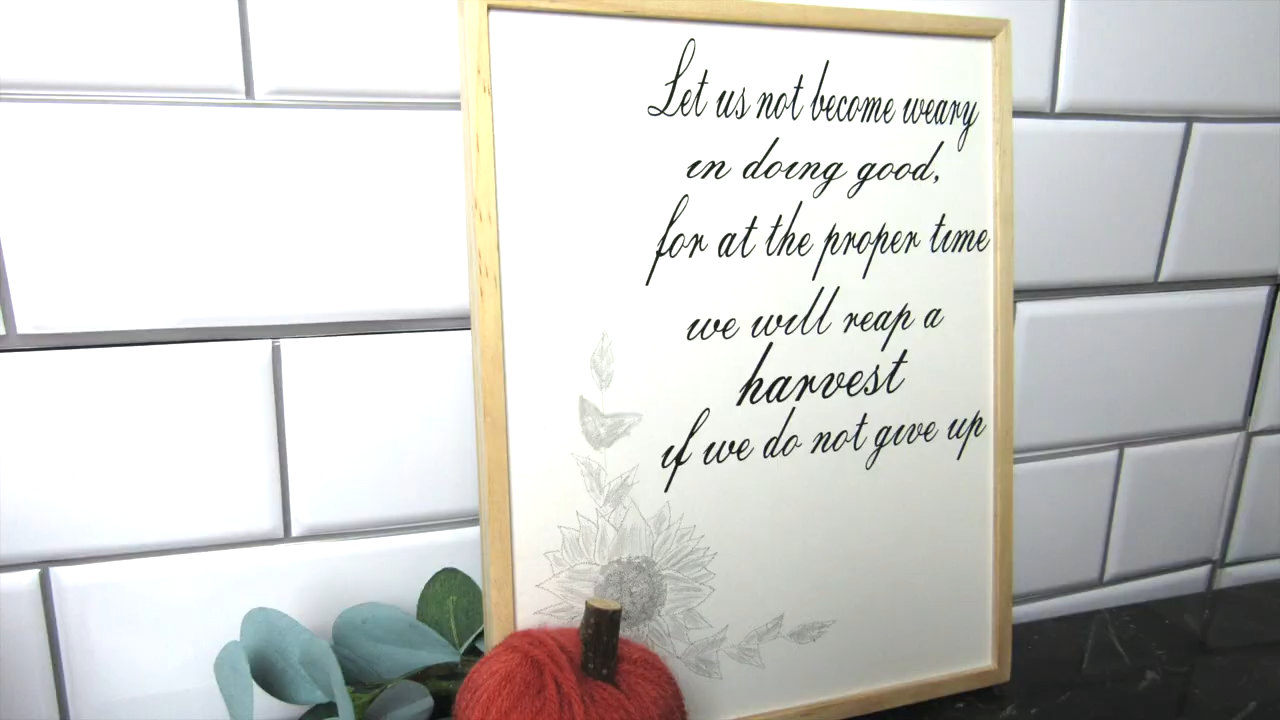 Let us not become weary
in doing good,
for at the proper time
we will reap a
harvest
if we do not give up